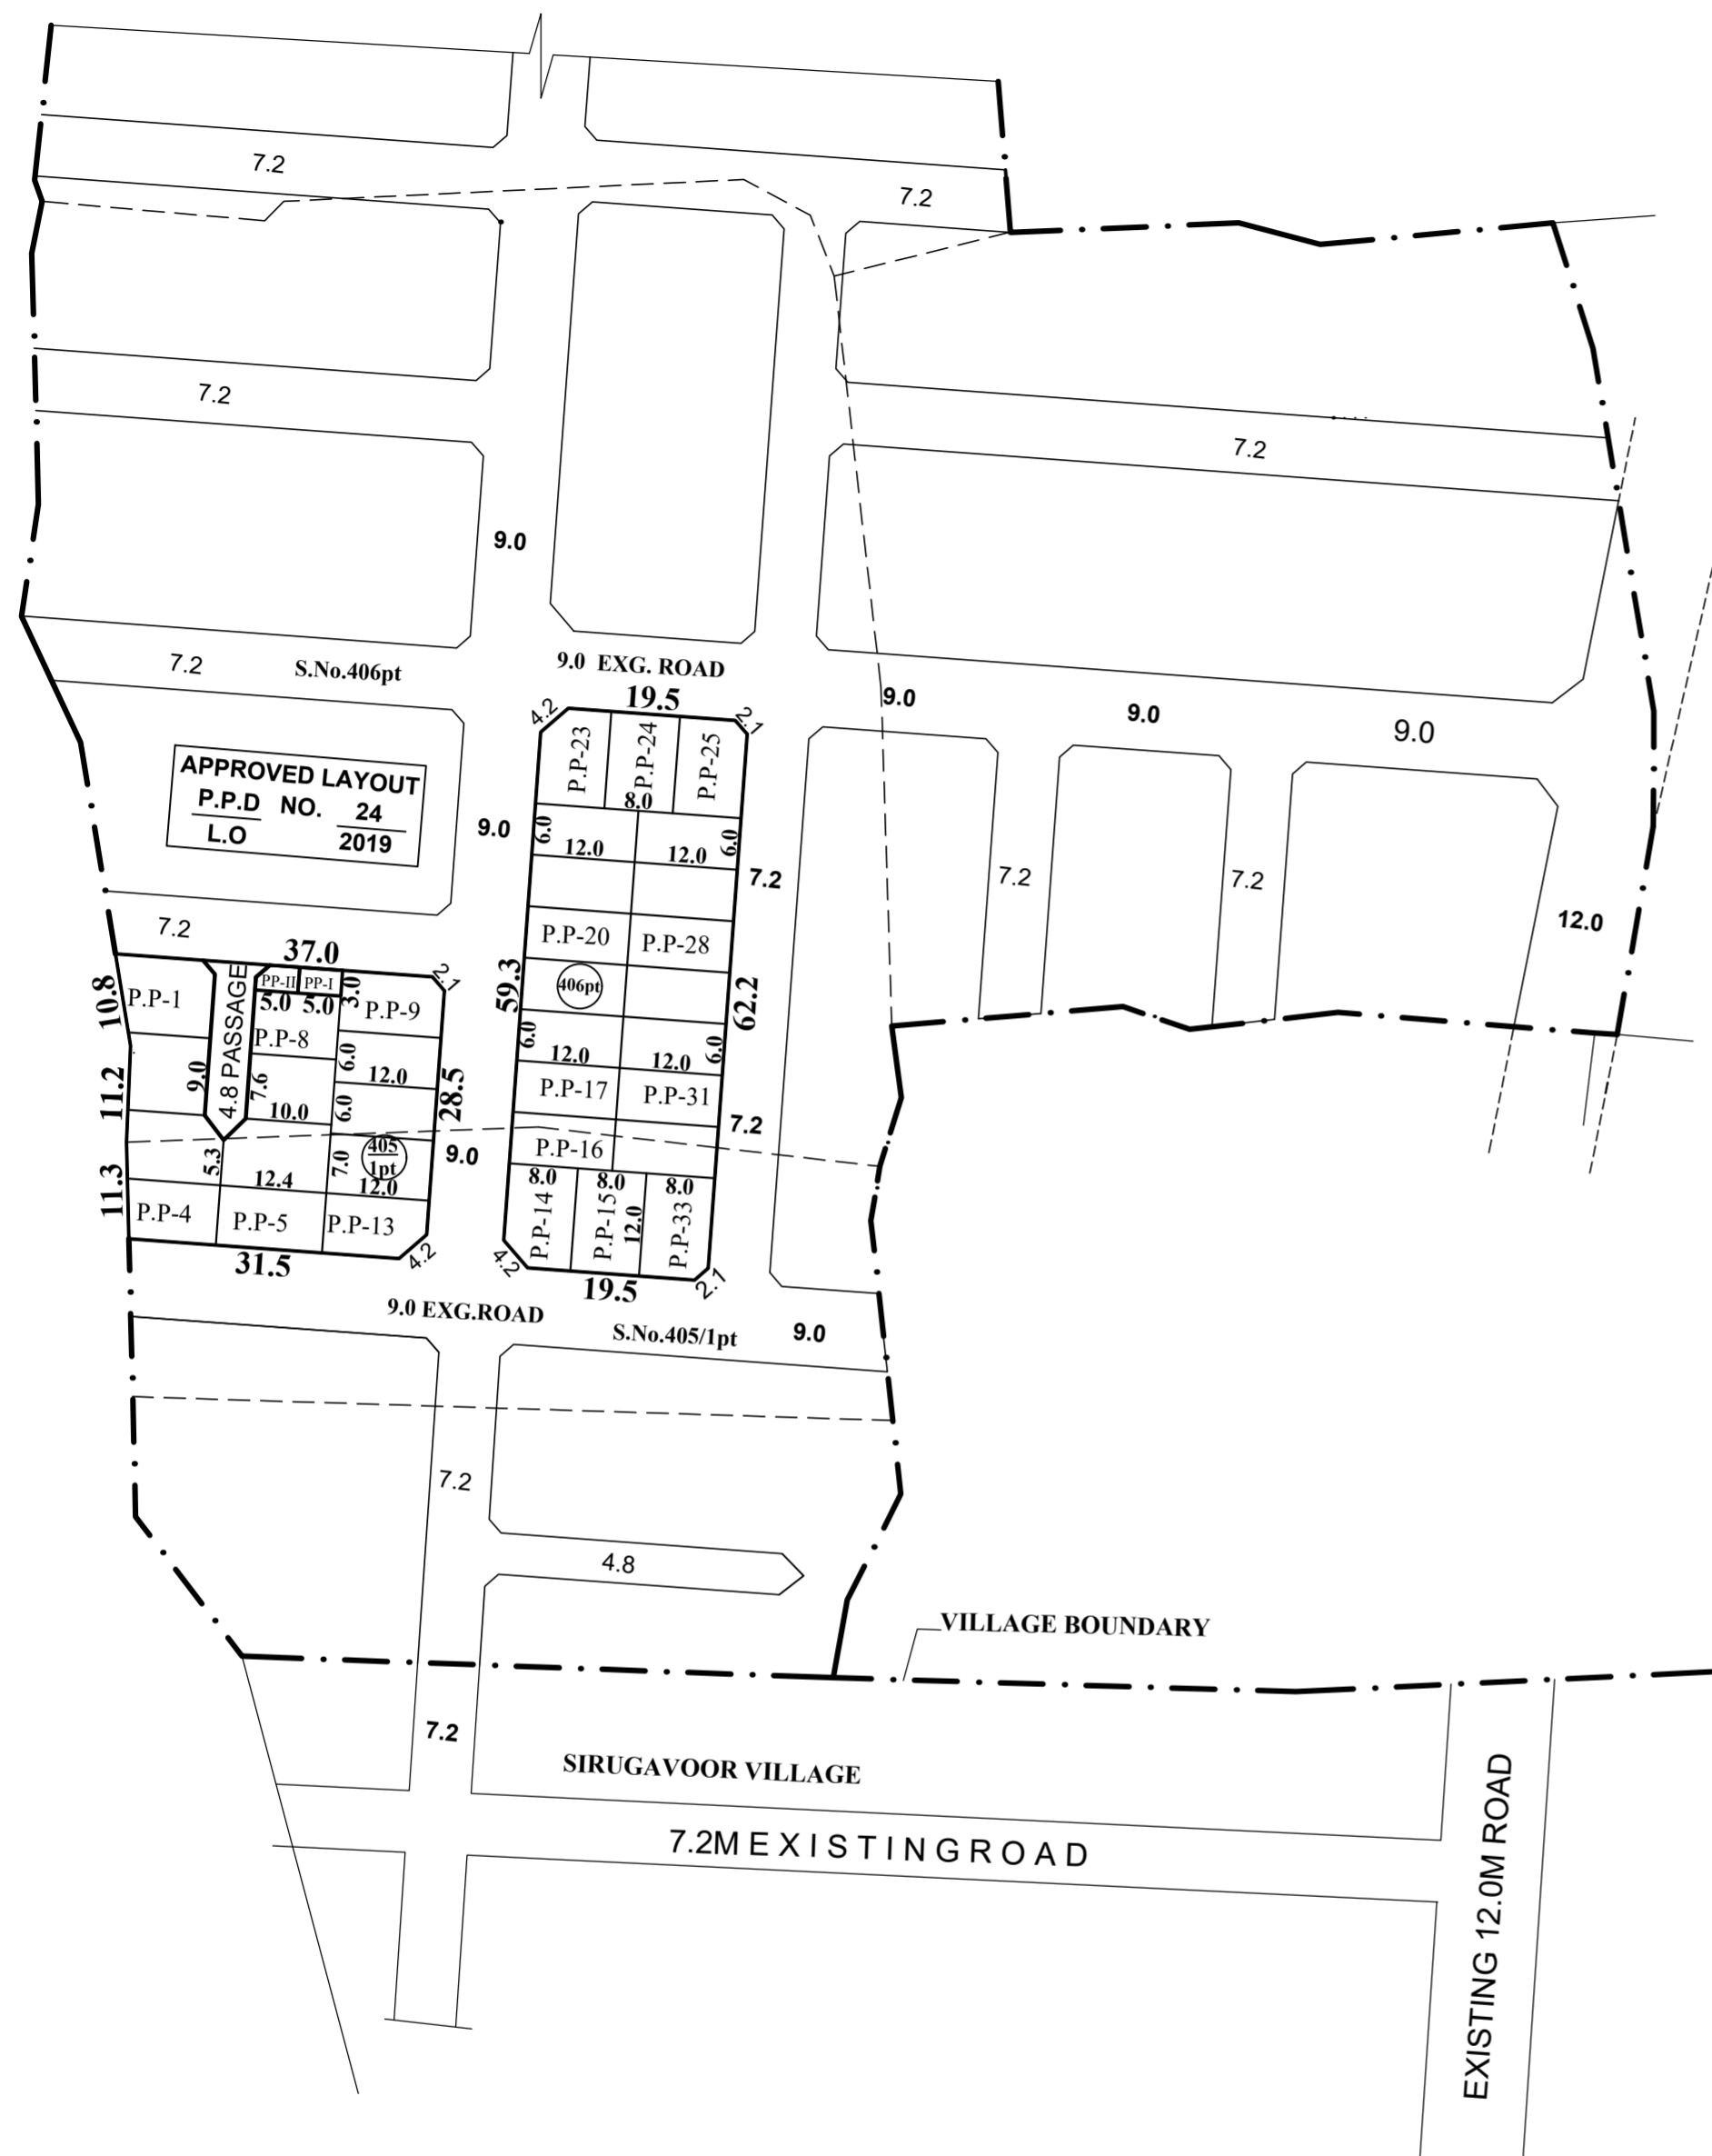 7.2
7.2
7.2
7.2
9.0
7.2
S.No.406pt
9.0 EXG. ROAD
19.5
4.2
2.1
9.0
9.0
9.0
P.P-23
P.P-24
P.P-25
8.0
APPROVED LAYOUT
P.P.D NO. 24
L.O 2019
9.0
6.0
12.0
12.0
6.0
7.2
7.2
7.2
12.0
7.2
37.0
2.1
P.P-20
P.P-28
59.3
406pt
62.2
10.8
P.P-1
4.8 PASSAGE
PP-II
PP-I
3.0
5.0
5.0
P.P-9
P.P-8
6.0
12.0
12.0
6.0
11.2
9.0
7.6
10.0
6.0
12.0
6.0
28.5
P.P-17
P.P-31
7.2
405
1pt
9.0
P.P-16
11.3
5.3
12.4
7.0
12.0
8.0
8.0
8.0
P.P-4
P.P-5
P.P-13
P.P-14
P.P-15
12.0
P.P-33
31.5
4.2
4.2
19.5
2.1
9.0 EXG.ROAD
S.No.405/1pt
9.0
7.2
4.8
VILLAGE BOUNDARY
7.2
SIRUGAVOOR VILLAGE
7.2M EXISTING ROAD
EXISTING 12.0M ROAD